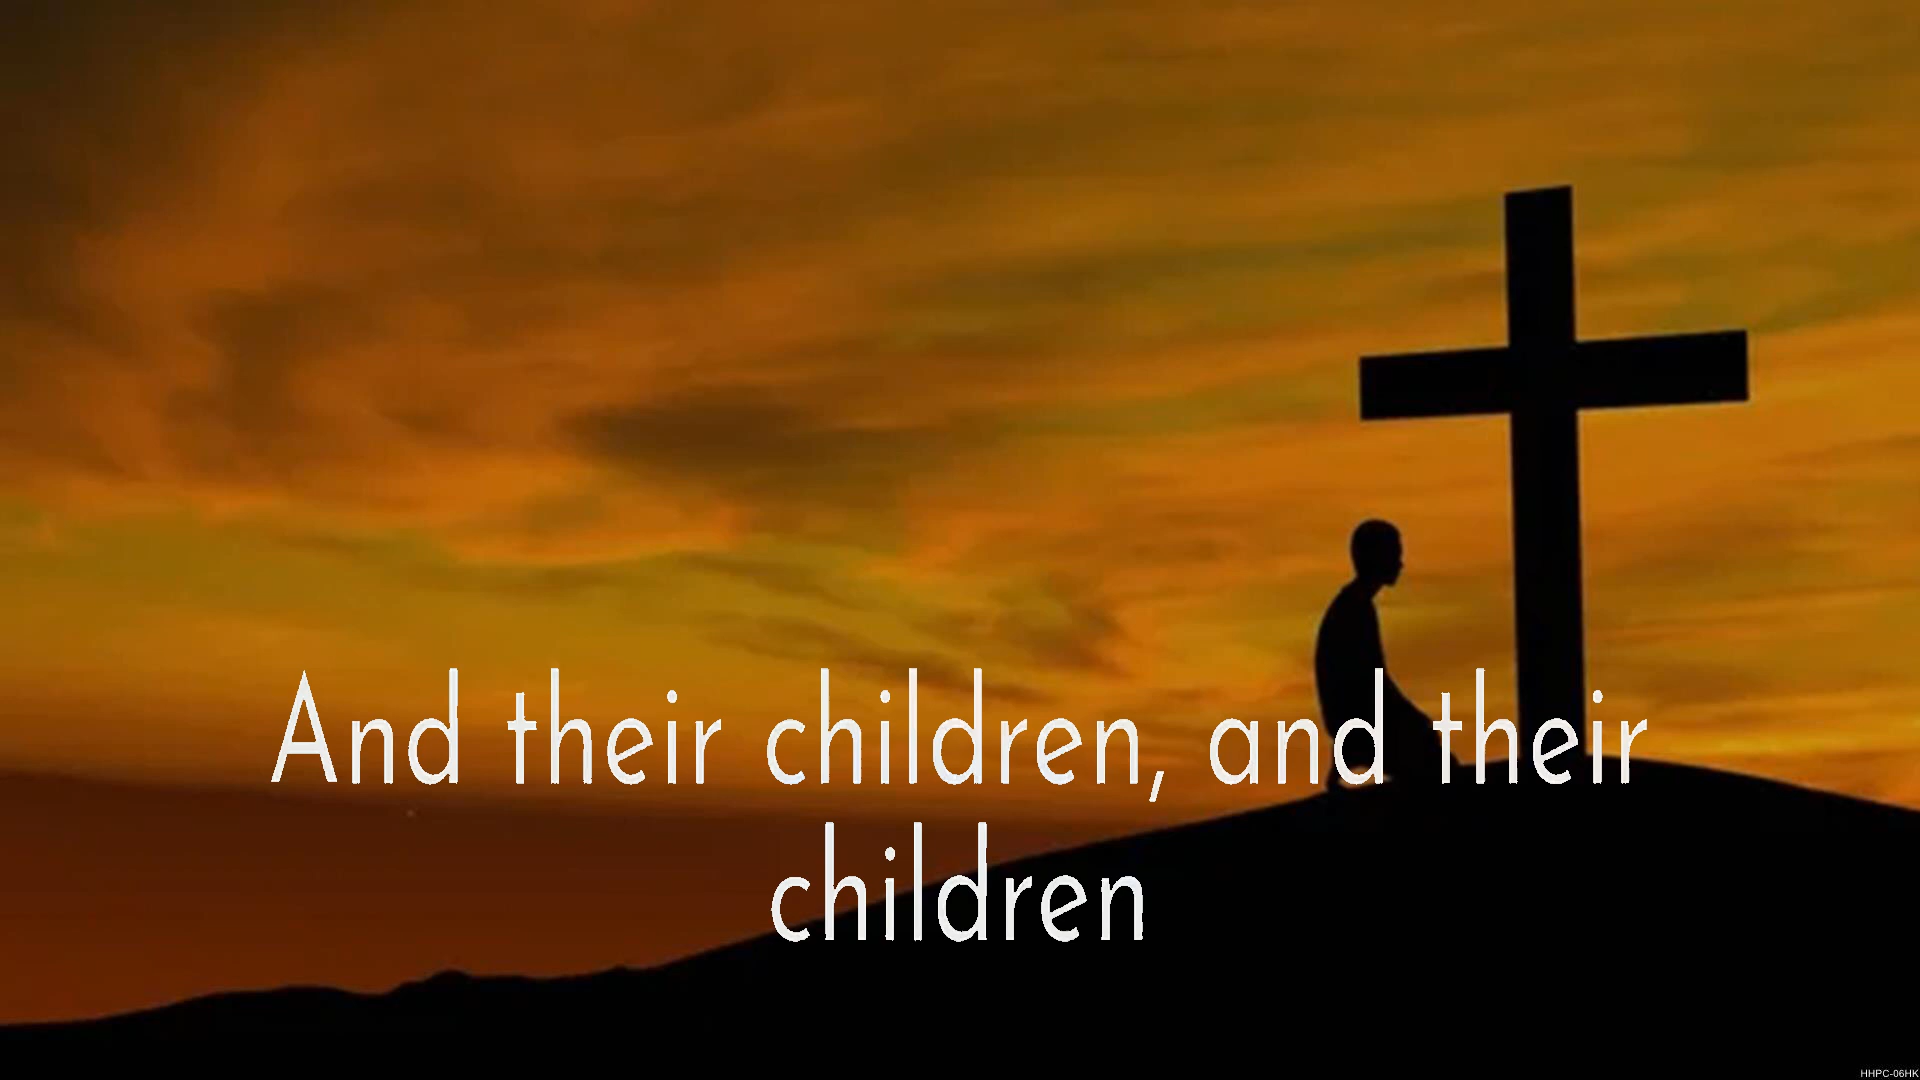 And their children, and their
children
HHPC-06HK